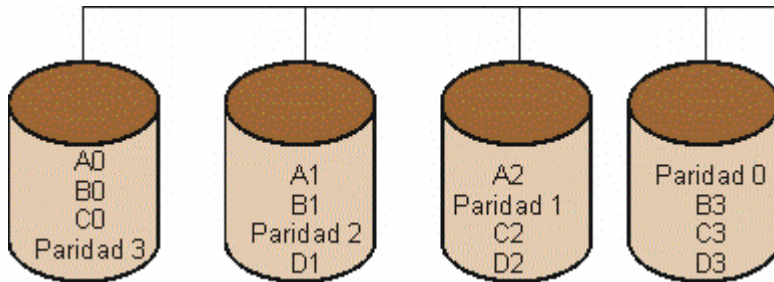 A0
B0
C0
Paridad 3
A1
B1
Paridad 2
D1
A2
Paridad 1
C2
D2
Paridad 0
B3
C3
D3